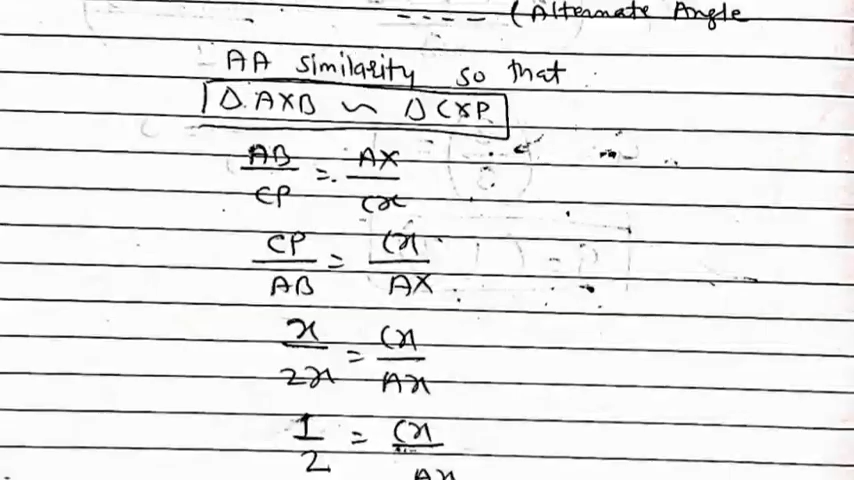 ---- (Alternate Angle
AA similarity so that
Δ AXB ~ Δ CXP
AB/CP = AX/Cx
CP/AB = Cx/AX
x/2x = Cx/Ax
1/2 = Cx/Ax